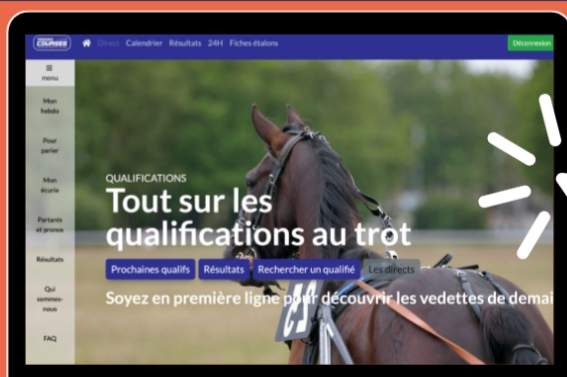 COURSES
Direct Calendrier Résultats 24H Fiches étalons
Déconnexion
menu
Mon
hebdo
Pour
parier
Mon
écurie
Partants
et pronos
Résultats
Qui
sommes-
nous
FAQ
QUALIFICATIONS
Tout sur les
qualifications au trot
Prochaines qualifs Résultats Rechercher un qualifié Les directs
Soyez en première ligne pour découvrir les vedettes de demai